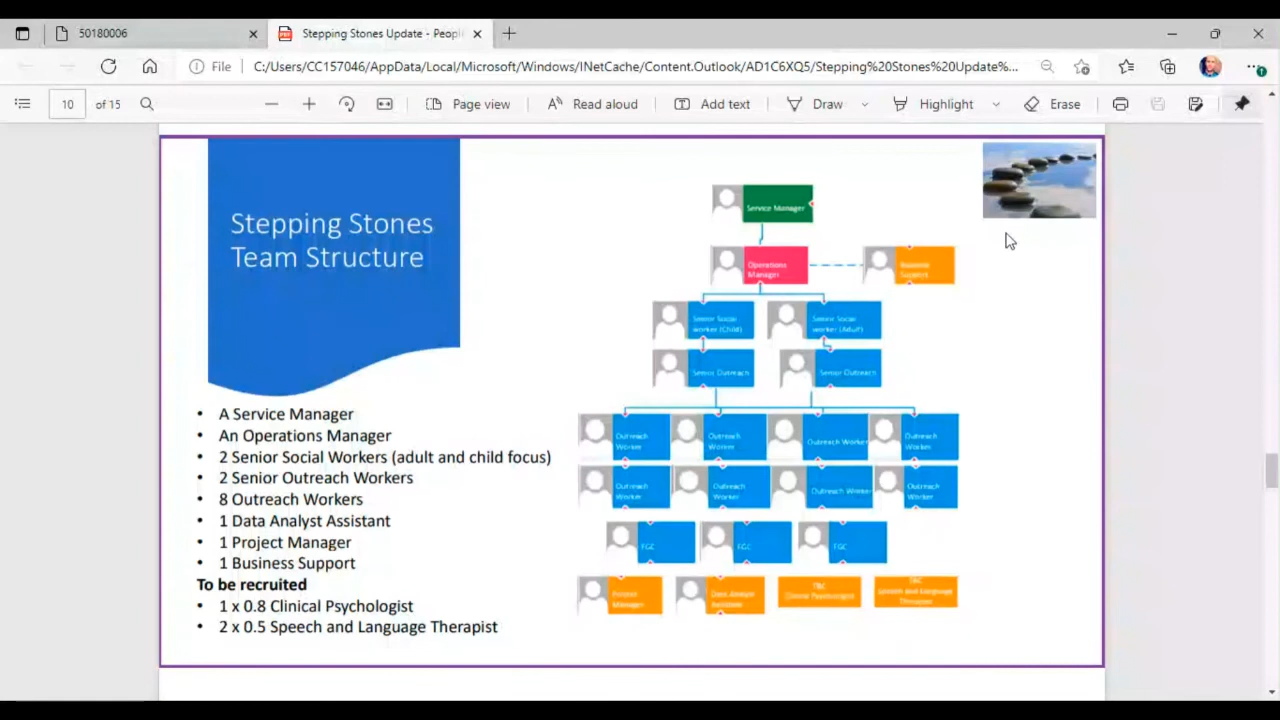 50180006
Stepping Stones Update - Peopl
File
C:/Users/CC157046/AppData/Local/Microsoft/Windows/INetCache/Content.Outlook/AD1C6XQ5/Stepping%20Stones%20Update%...
10 of 15
Page view
Read aloud
Add text
Draw
Highlight
Erase
Stepping Stones
Team Structure
• A Service Manager
• An Operations Manager
• 2 Senior Social Workers (adult and child focus)
• 2 Senior Outreach Workers
• 8 Outreach Workers
• 1 Data Analyst Assistant
• 1 Project Manager
• 1 Business Support
To be recruited
• 1 x 0.8 Clinical Psychologist
• 2 x 0.5 Speech and Language Therapist
Service Manager
Operations
Manager
Business
Support
Senior Social
worker (Child)
Senior Social
worker (Adult)
Senior Outreach
Senior Outreach
Outreach
Worker
Outreach
Worker
Outreach Worker
Outreach
Worker
Outreach
Worker
Outreach
Worker
Outreach Worker
Outreach
Worker
FGC
FGC
FGC
Project
Manager
Data Analyst
Assistant
TBC
Clinical Psychologist
TBC
Speech and Language
Therapist